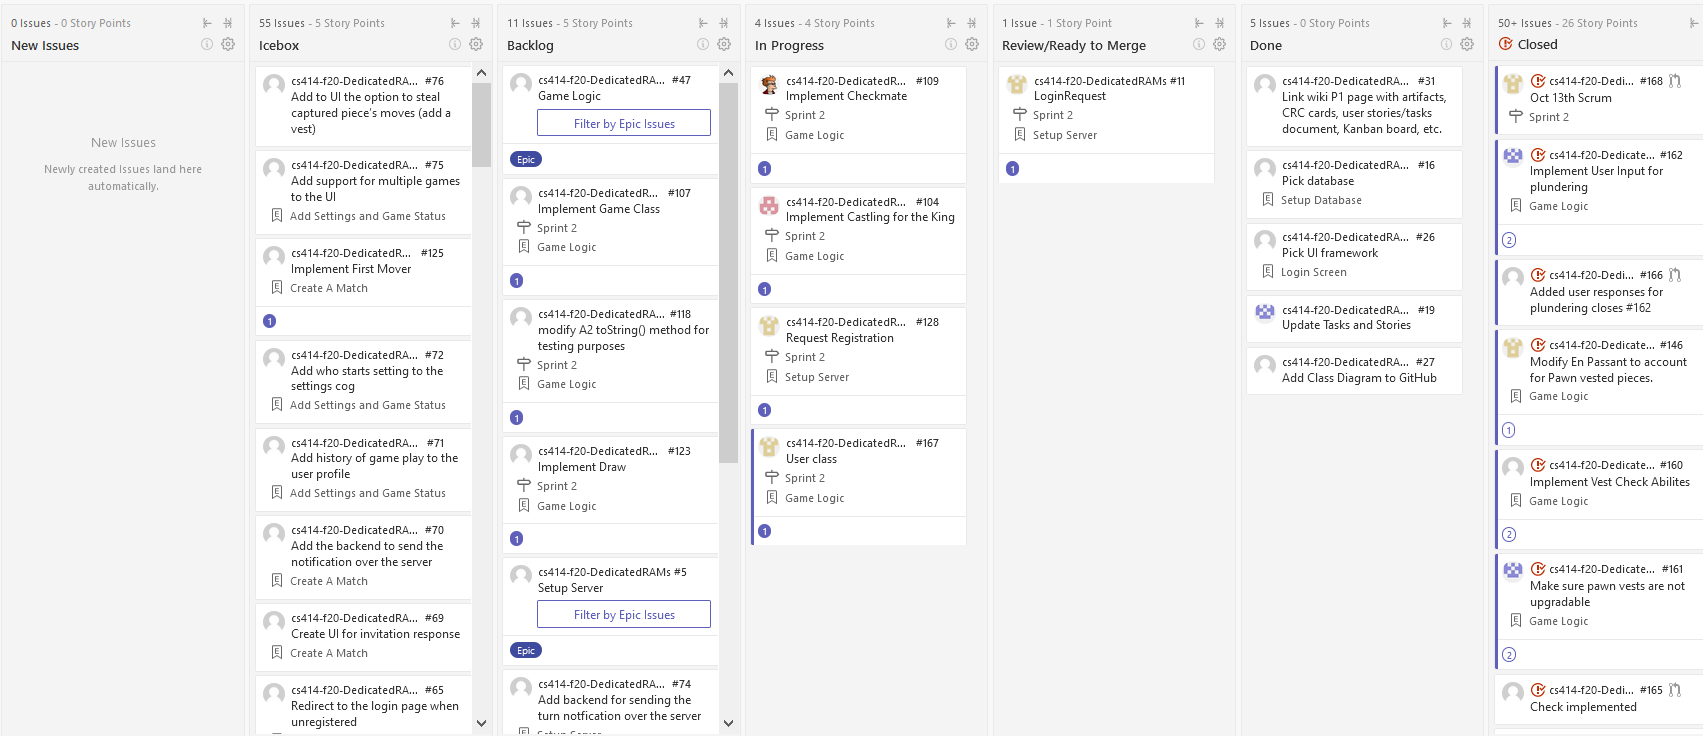 0 Issues - 0 Story Points
New Issues
New Issues
Newly created Issues land here
automatically.
55 Issues - 5 Story Points
Icebox
cs414-f20-DedicatedRA... #76
Add to UI the option to steal
captured piece's moves (add a
vest)
cs414-f20-DedicatedRA... #75
Add support for multiple games
to the UI
Add Settings and Game Status
cs414-f20-DedicatedRA... #125
Implement First Mover
Create A Match
1
cs414-f20-DedicatedRA... #72
Add who starts setting to the
settings cog
Add Settings and Game Status
cs414-f20-DedicatedRA... #71
Add history of game play to the
user profile
Add Settings and Game Status
cs414-f20-DedicatedRA... #70
Add the backend to send the
notification over the server
Create A Match
cs414-f20-DedicatedRA... #69
Create UI for invitation response
Create A Match
cs414-f20-DedicatedRA... #65
Redirect to the login page when
unregistered
11 Issues - 5 Story Points
Backlog
cs414-f20-DedicatedRA... #47
Game Logic
Filter by Epic Issues
Epic
cs414-f20-DedicatedR... #107
Implement Game Class
Sprint 2
Game Logic
1
cs414-f20-DedicatedR... #118
modify A2 toString() method for
testing purposes
Sprint 2
Game Logic
1
cs414-f20-DedicatedR... #123
Implement Draw
Sprint 2
Game Logic
1
cs414-f20-DedicatedRAMs #5
Setup Server
Filter by Epic Issues
Epic
cs414-f20-DedicatedRA... #74
Add backend for sending the
turn notfication over the server
Setup Server
4 Issues - 4 Story Points
In Progress
cs414-f20-DedicatedR... #109
Implement Checkmate
Sprint 2
Game Logic
1
cs414-f20-DedicatedR... #104
Implement Castling for the King
Sprint 2
Game Logic
1
cs414-f20-DedicatedR... #128
Request Registration
Sprint 2
Setup Server
1
cs414-f20-DedicatedR... #167
User class
Sprint 2
Game Logic
1
1 Issue - 1 Story Point
Review/Ready to Merge
cs414-f20-DedicatedRAMs #11
LoginRequest
Sprint 2
Setup Server
1
5 Issues - 0 Story Points
Done
cs414-f20-DedicatedRA... #31
Link wiki P1 page with artifacts,
CRC cards, user stories/tasks
document, Kanban board, etc.
cs414-f20-DedicatedRA... #16
Pick database
Setup Database
cs414-f20-DedicatedRA... #26
Pick UI framework
Login Screen
cs414-f20-DedicatedRA... #19
Update Tasks and Stories
cs414-f20-DedicatedRA... #27
Add Class Diagram to GitHub
50+ Issues - 26 Story Points
Closed
cs414-f20-Dedi... #168
Oct 13th Scrum
Sprint 2
cs414-f20-Dedicate... #162
Implement User Input for
plundering
Game Logic
2
cs414-f20-Dedi... #166
Added user responses for
plundering closes #162
cs414-f20-Dedicate... #146
Modify En Passant to account
for Pawn vested pieces.
Game Logic
1
cs414-f20-Dedicate... #160
Implement Vest Check Abilites
Game Logic
2
cs414-f20-Dedicate... #161
Make sure pawn vests are not
upgradable
Game Logic
2
cs414-f20-Dedi... #165
Check implemented